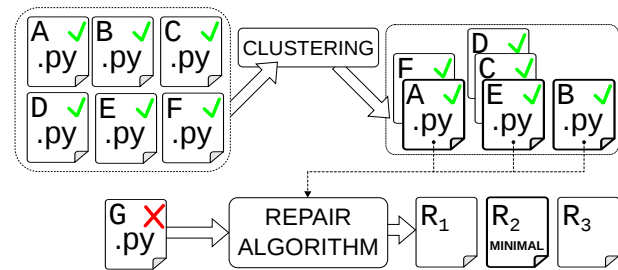 A
.py
B
.py
C
.py
D
.py
E
.py
F
.py
CLUSTERING
F
A
.py
D
C
E
.py
B
.py
G
.py
REPAIR
ALGORITHM
R1
R2
MINIMAL
R3